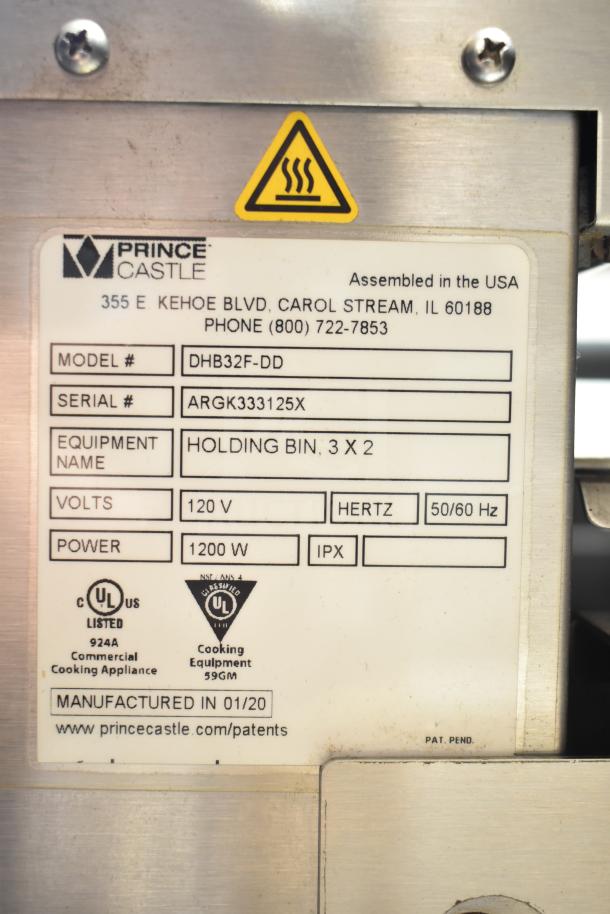 PRINCE
CASTLE
Assembled in the USA
355 E KEHOE BLVD, CAROL STREAM, IL 60188
PHONE (800) 722-7853
MODEL # DHB32F-DD
SERIAL # ARGK333125X
EQUIPMENT NAME HOLDING BIN, 3 X 2
VOLTS 120 V HERTZ 50/60 Hz
POWER 1200 W IPX
C UL US
LISTED
924A
Commercial
Cooking Appliance
CLASSIFIED
UL
Cooking
Equipment
59GM
MANUFACTURED IN 01/20
www.princecastle.com/patents
PAT. PEND.